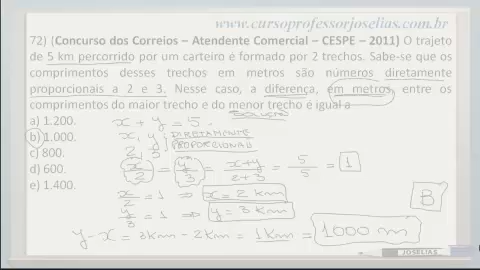 www.cursoprofessorjoselias.com.br
72) (Concurso dos Correios – Atendente Comercial – CESPE – 2011) O trajeto
de 5 km percorrido por um carteiro é formado por 2 trechos. Sabe-se que os
comprimentos desses trechos em metros são números diretamente
proporcionais a 2 e 3. Nesse caso, a diferença, em metros, entre os
comprimentos do maior trecho e do menor trecho é igual a
SOLUÇÃO
a) 1.200. x + y = 5.
b) 1.000. x, y DIRETAMENTE
c) 800. 2, 3 PROPORCIONAL
d) 600. x/2 = y/3 = x+y/2+3 = 5/5 = 1
e) 1.400.
x/2 = 1 ⇒ x = 2 km
y/3 = 1 ⇒ y = 3 km
B
y - x = 3km - 2km = 1km = 1000 m
JOSELIAS